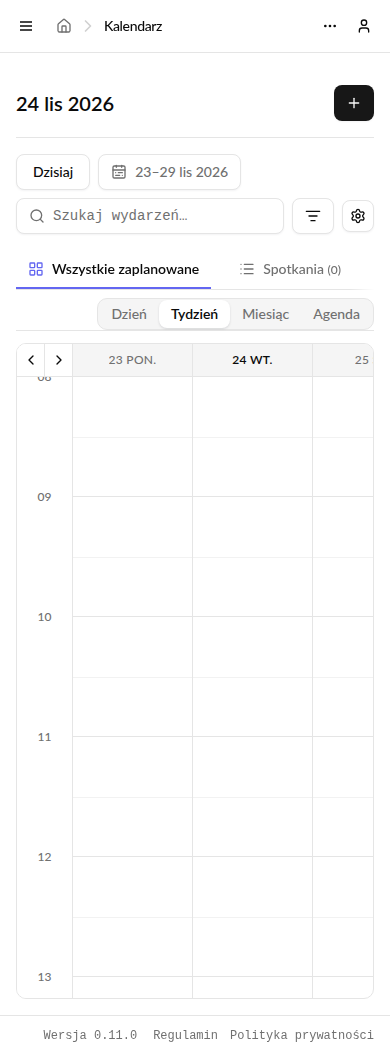 Kalendarz
24 lis 2026
Dzisiaj
23–29 lis 2026
Szukaj wydarzeń…
Wszystkie zaplanowane
Spotkania (0)
Dzień Tydzień Miesiąc Agenda
23 PON. 24 WT. 25
08
09
10
11
12
13
Wersja 0.11.0 Regulamin Polityka prywatności